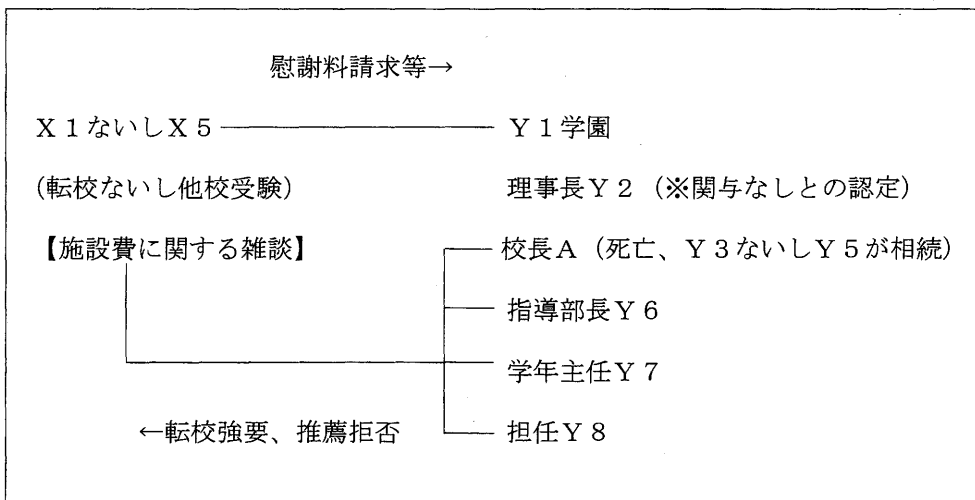 慰謝料請求等→
X1ないしX5 Y1学園
(転校ないし他校受験) 理事長Y2 (※関与なしとの認定)
【施設費に関する雑談】 校長A (死亡、Y3ないしY5が相続)
指導部長Y6
学年主任Y7
←転校強要、推薦拒否 担任Y8